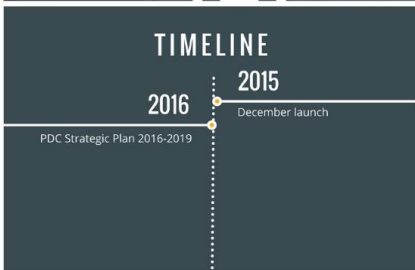 TIMELINE
2015
December launch
2016
PDC Strategic Plan 2016-2019